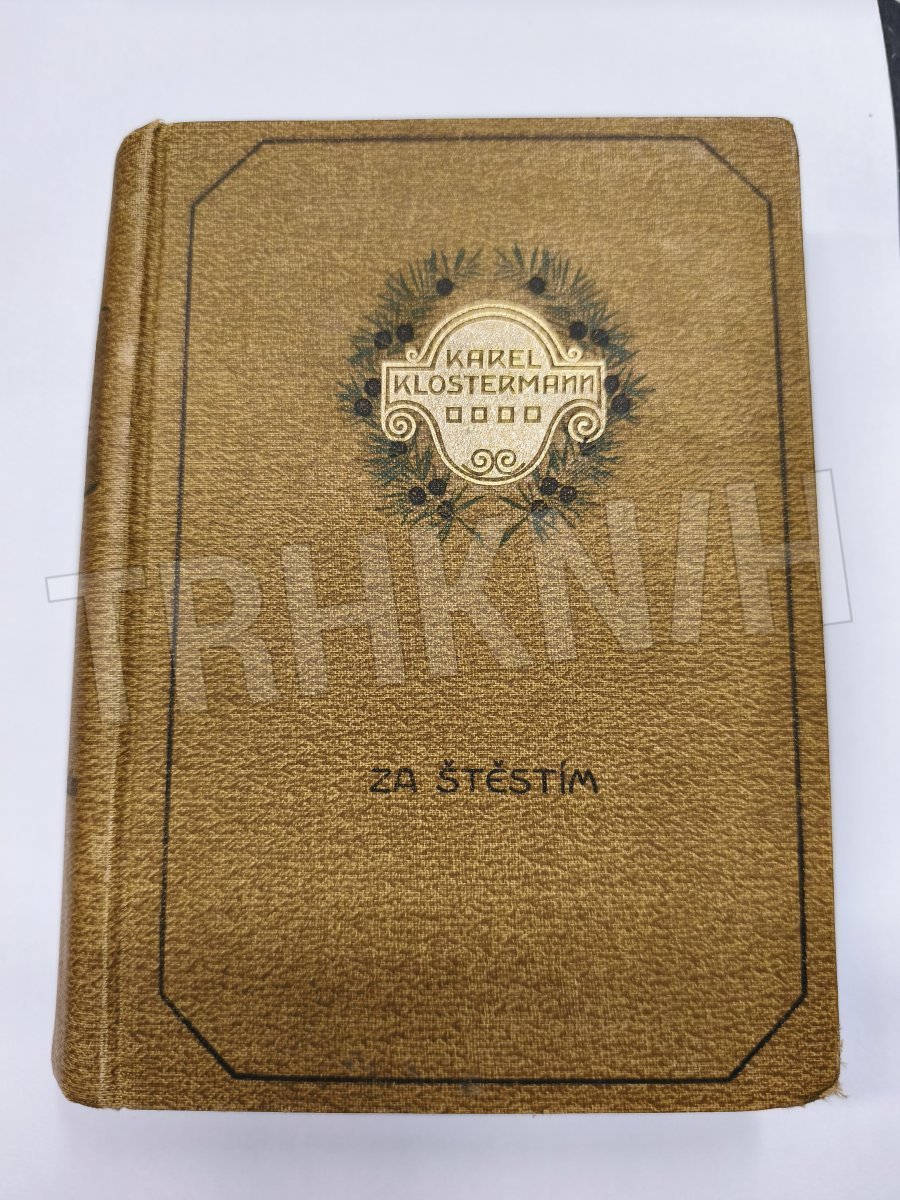 KAREL
KLOSTERMANN
ZA ŠTĚSTÍM
TRHKNIH